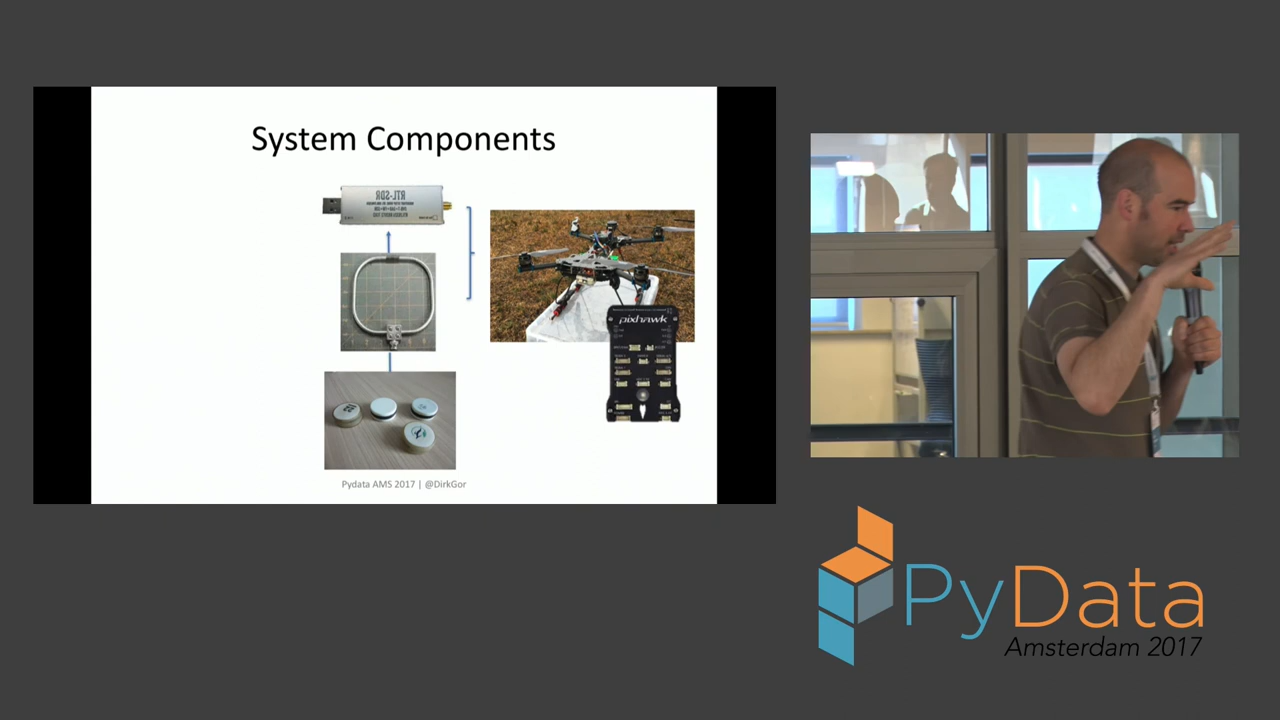 System Components
RTL-SDR
pixhawk
Pydata AMS 2017 | @DirkGor
PyData
Amsterdam 2017